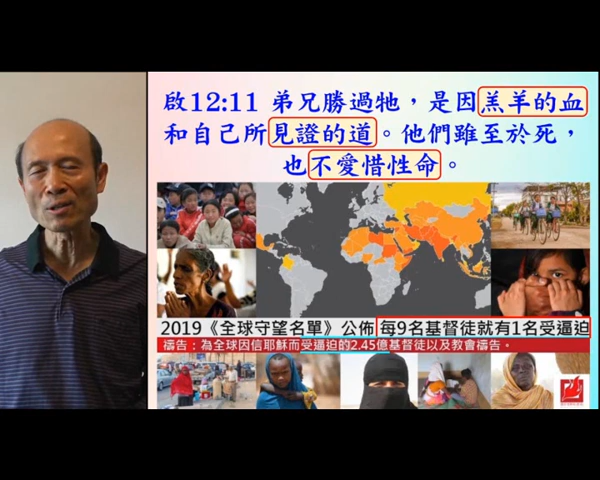 啟12:11 弟兄勝過牠，是因羔羊的血
和自己所見證的道。他們雖至於死，
也不愛惜性命。
2019《全球守望名單》公佈 每9名基督徒就有1名受逼迫
禱告：為全球因信耶穌而受逼迫的2.45億基督徒以及教會禱告。